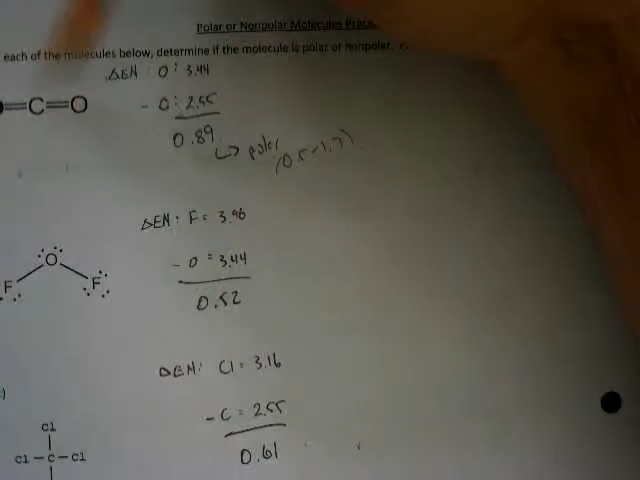 Polar or Nonpolar Molecules
each of the molecules below, determine if the molecule is polar or nonpolar.
ΔEN: O: 3.44
=C=O
- C: 2.55
0.89
↳ polar
(0.5-1.7)
ΔEN: F = 3.96
O
F
F
- O = 3.44
0.52
ΔEN: Cl = 3.16
)
- C = 2.55
Cl
Cl-C-Cl
0.61